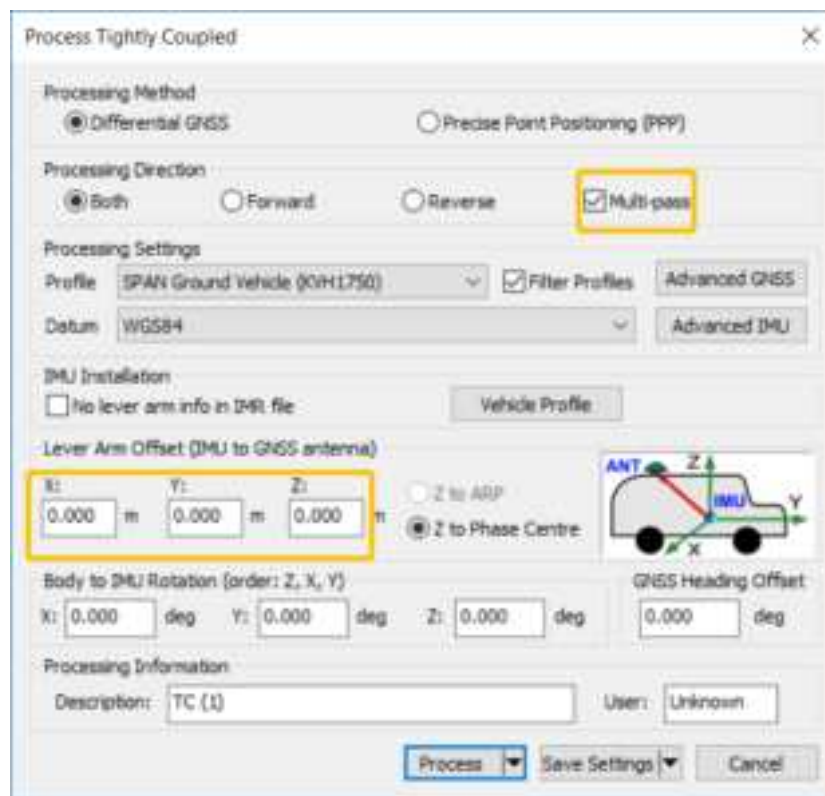 Process Tightly Coupled
Processing Method
Differential GNSS Precise Point Positioning (PPP)
Processing Direction
Both Forward Reverse Multi-pass
Processing Settings
Profile SPAN Ground Vehicle (KVH1750) Filter Profiles Advanced GNSS
Datum WGS84 Advanced IMU
IMU Installation
No lever arm info in IMR file Vehicle Profile
Lever Arm Offset (IMU to GNSS antenna)
X: Y: Z:
0.000 m 0.000 m 0.000 m
Z to ARP
Z to Phase Centre
ANT Z
IMU Y
X
Body to IMU Rotation (order: Z, X, Y) GNSS Heading Offset
X: 0.000 deg Y: 0.000 deg Z: 0.000 deg 0.000 deg
Processing Information
Description: TC (1) User: Unknown
Process Save Settings Cancel